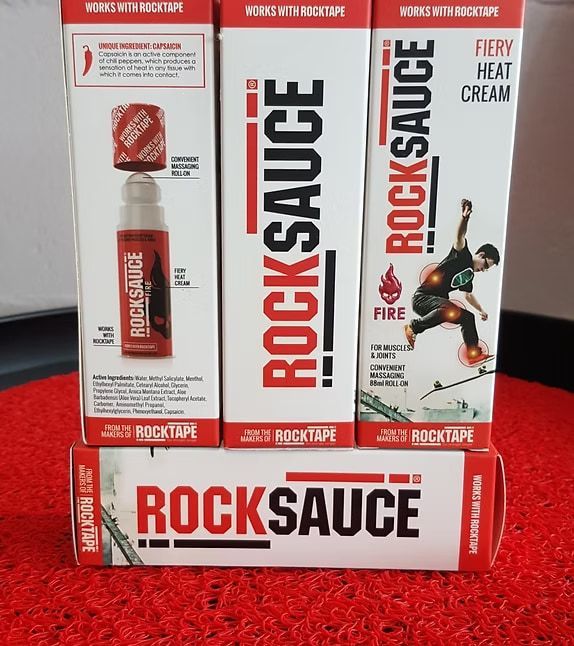 WORKS WITH ROCKTAPE
UNIQUE INGREDIENT: CAPSAICIN
Capsaicin is an active component
of chili peppers, which produces a
sensation of heat in any tissue with
which it comes into contact.
WORKS WITH
ROCKTAPE
WORKS WITH
ROCKTAPE
CONVENIENT
MASSAGING
ROLL-ON
ROCKSAUCE
FIRE
FIERY
HEAT
CREAM
WORKS
WITH
ROCKTAPE
Active Ingredients: Water, Methyl Salicylate, Menthol,
Ethylhexyl Palmitate, Cetearyl Alcohol, Glycerin,
Propylene Glycol, Arnica Montana Extract, Aloe
Barbadensis (Aloe Vera) Leaf Extract, Tocopheryl Acetate,
Carbomer, Aminomethyl Propanol,
Ethylhexylglycerin, Phenoxyethanol, Capsaicin.
FROM THE
MAKERS OF ROCKTAPE
WORKS WITH ROCKTAPE
ROCKSAUCE®
FROM THE
MAKERS OF ROCKTAPE
WORKS WITH ROCKTAPE
FIERY
HEAT
CREAM
ROCKSAUCE
FIRE
FOR MUSCLES
& JOINTS
CONVENIENT
MASSAGING
88ml ROLL-ON
FROM THE
MAKERS OF ROCKTAPE
FROM THE
MAKERS OF ROCKTAPE
ROCKSAUCE®
WORKS WITH ROCKTAPE